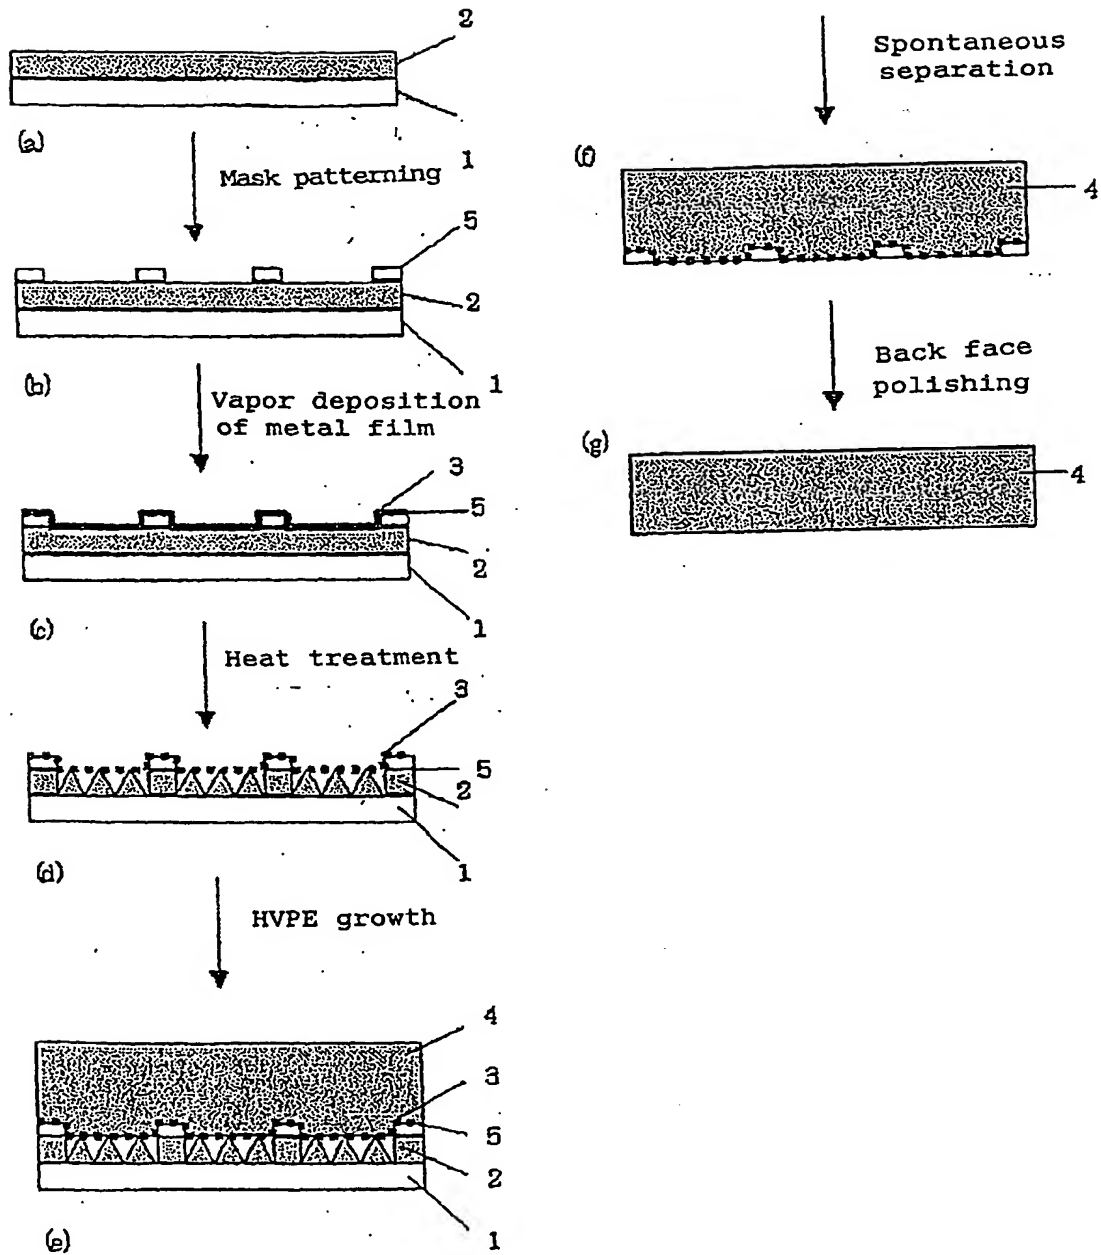 2
(a)
1
Mask patterning
5
2
(b)
1
Vapor deposition
of metal film
3
5
2
(c)
1
Heat treatment
3
5
2
(d)
1
HVPE growth
4
3
5
2
(e)
1
Spontaneous
separation
(f)
4
Back face
polishing
(g)
4